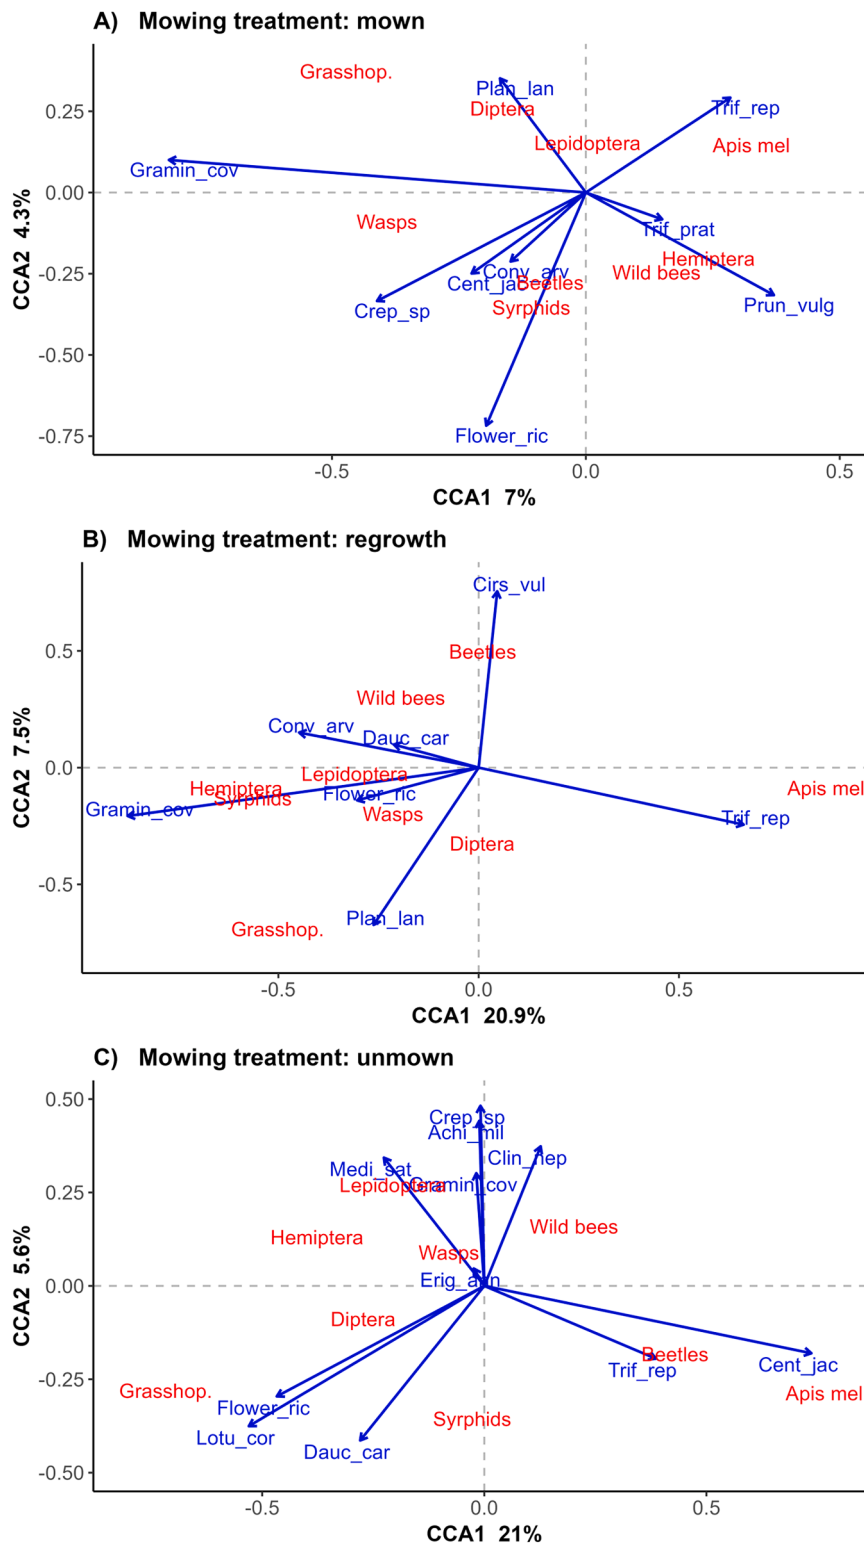 A) Mowing treatment: mown
Grasshop.
Plan_lan
Diptera
Trif_rep
Lepidoptera
Apis mel
Gramin_cov
Wasps
Trif_prat
Hemiptera
Conv_arv
Wild bees
Cent_jac
Beetles
Crep_sp
Syrphids
Prun_vulg
Flower_ric
0.25
0.00
-0.25
-0.50
-0.75
CCA2 4.3%
-0.5
0.0
0.5
CCA1 7%
B) Mowing treatment: regrowth
Cirs_vul
Beetles
Wild bees
Conv_arv
Dauc_car
Lepidoptera
Hemiptera
Apis mel
Syrphids
Flower_ric
Gramin_cov
Wasps
Trif_rep
Diptera
Plan_lan
Grasshop.
0.5
0.0
-0.5
CCA2 7.5%
-0.5
0.0
0.5
CCA1 20.9%
C) Mowing treatment: unmown
Crep_sp
Achi_mil
Clin_nep
Medi_sat
Lepidoptera
Gramin_cov
Wild bees
Hemiptera
Wasps
Erig_ann
Diptera
Beetles
Trif_rep
Cent_jac
Grasshop.
Apis mel
Flower_ric
Syrphids
Lotu_cor
Dauc_car
0.50
0.25
0.00
-0.25
-0.50
CCA2 5.6%
-0.5
0.0
0.5
CCA1 21%